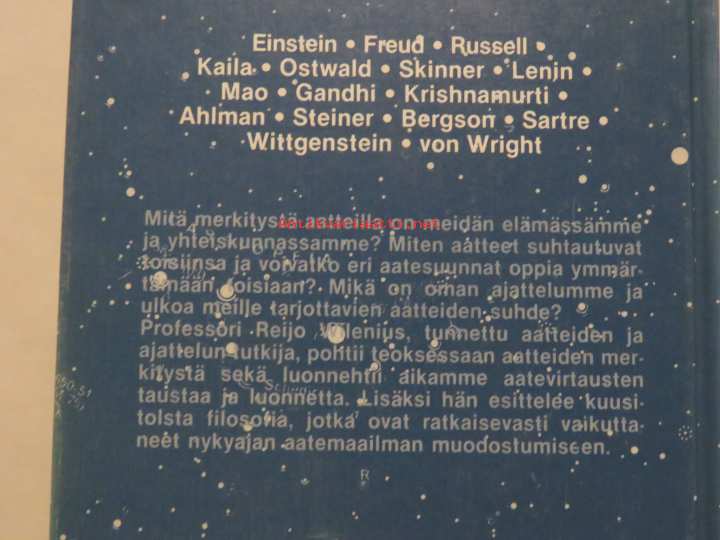 Einstein • Freud • Russell •
Kaila • Ostwald • Skinner • Lenin •
Mao • Gandhi • Krishnamurti •
Ahlman • Steiner • Bergson • Sartre •
Wittgenstein • von Wright
Mitä merkitystä aatteilla on meidän elämässämme
ja yhteiskunnassamme? Miten aatteet suhtautuvat
toisiinsa ja voivatko eri aatesuunnat oppia ymmär-
tämään toisiaan? Mikä on oman ajattelumme ja
ulkoa meille tarjottavien aatteiden suhde?
Professori Reijo Wilenius, tunnettu aatteiden ja
ajattelun tutkija, pohtii teoksessaan aatteiden mer-
kitystä sekä luonnehtii aikamme aatevirtausten
taustaa ja luonnetta. Lisäksi hän esittelee kuusi-
toista filosofia, jotka ovat ratkaisevasti vaikutta-
neet nykyajan aatemaailman muodostumiseen.
R